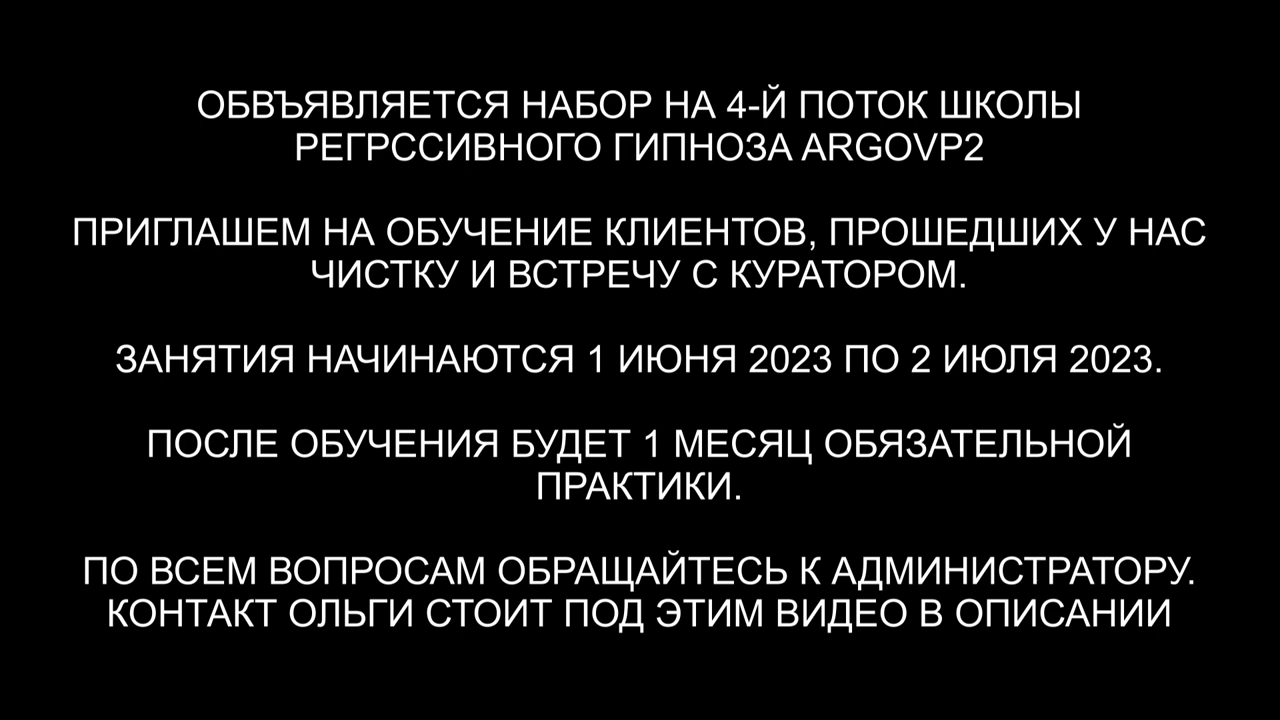 ОБВЪЯВЛЯЕТСЯ НАБОР НА 4-Й ПОТОК ШКОЛЫ
РЕГРССИВНОГО ГИПНОЗА ARGOVP2
ПРИГЛАШЕМ НА ОБУЧЕНИЕ КЛИЕНТОВ, ПРОШЕДШИХ У НАС
ЧИСТКУ И ВСТРЕЧУ С КУРАТОРОМ.
ЗАНЯТИЯ НАЧИНАЮТСЯ 1 ИЮНЯ 2023 ПО 2 ИЮЛЯ 2023.
ПОСЛЕ ОБУЧЕНИЯ БУДЕТ 1 МЕСЯЦ ОБЯЗАТЕЛЬНОЙ
ПРАКТИКИ.
ПО ВСЕМ ВОПРОСАМ ОБРАЩАЙТЕСЬ К АДМИНИСТРАТОРУ.
КОНТАКТ ОЛЬГИ СТОИТ ПОД ЭТИМ ВИДЕО В ОПИСАНИИ